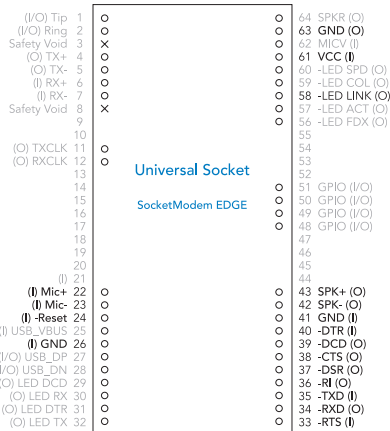 (I/O) Tip 1
(I/O) Ring 2
Safety Void 3 X
(O) TX+ 4
(O) TX- 5
(I) RX+ 6
(I) RX- 7
Safety Void 8 X
9
10
(O) TXCLK 11
(O) RXCLK 12
13
14
15
16
17
18
19
20
(I) 21
(I) Mic+ 22
(I) Mic- 23
(I) -Reset 24
(I) USB_VBUS 25
(I) GND 26
I/O) USB_DP 27
I/O) USB_DN 28
(O) LED DCD 29
(O) LED RX 30
(O) LED DTR 31
(O) LED TX 32
Universal Socket
SocketModem EDGE
64 SPKR (O)
63 GND (O)
62 MICV (I)
61 VCC (I)
60 -LED SPD (O)
59 -LED COL (O)
58 -LED LINK (O)
57 -LED ACT (O)
56 -LED FDX (O)
55
54
53
52
51 GPIO (I/O)
50 GPIO (I/O)
49 GPIO (I/O)
48 GPIO (I/O)
47
46
45
44
43 SPK+ (O)
42 SPK- (O)
41 GND (I)
40 -DTR (I)
39 -DCD (O)
38 -CTS (O)
37 -DSR (O)
36 -RI (O)
35 -TXD (I)
34 -RXD (O)
33 -RTS (I)